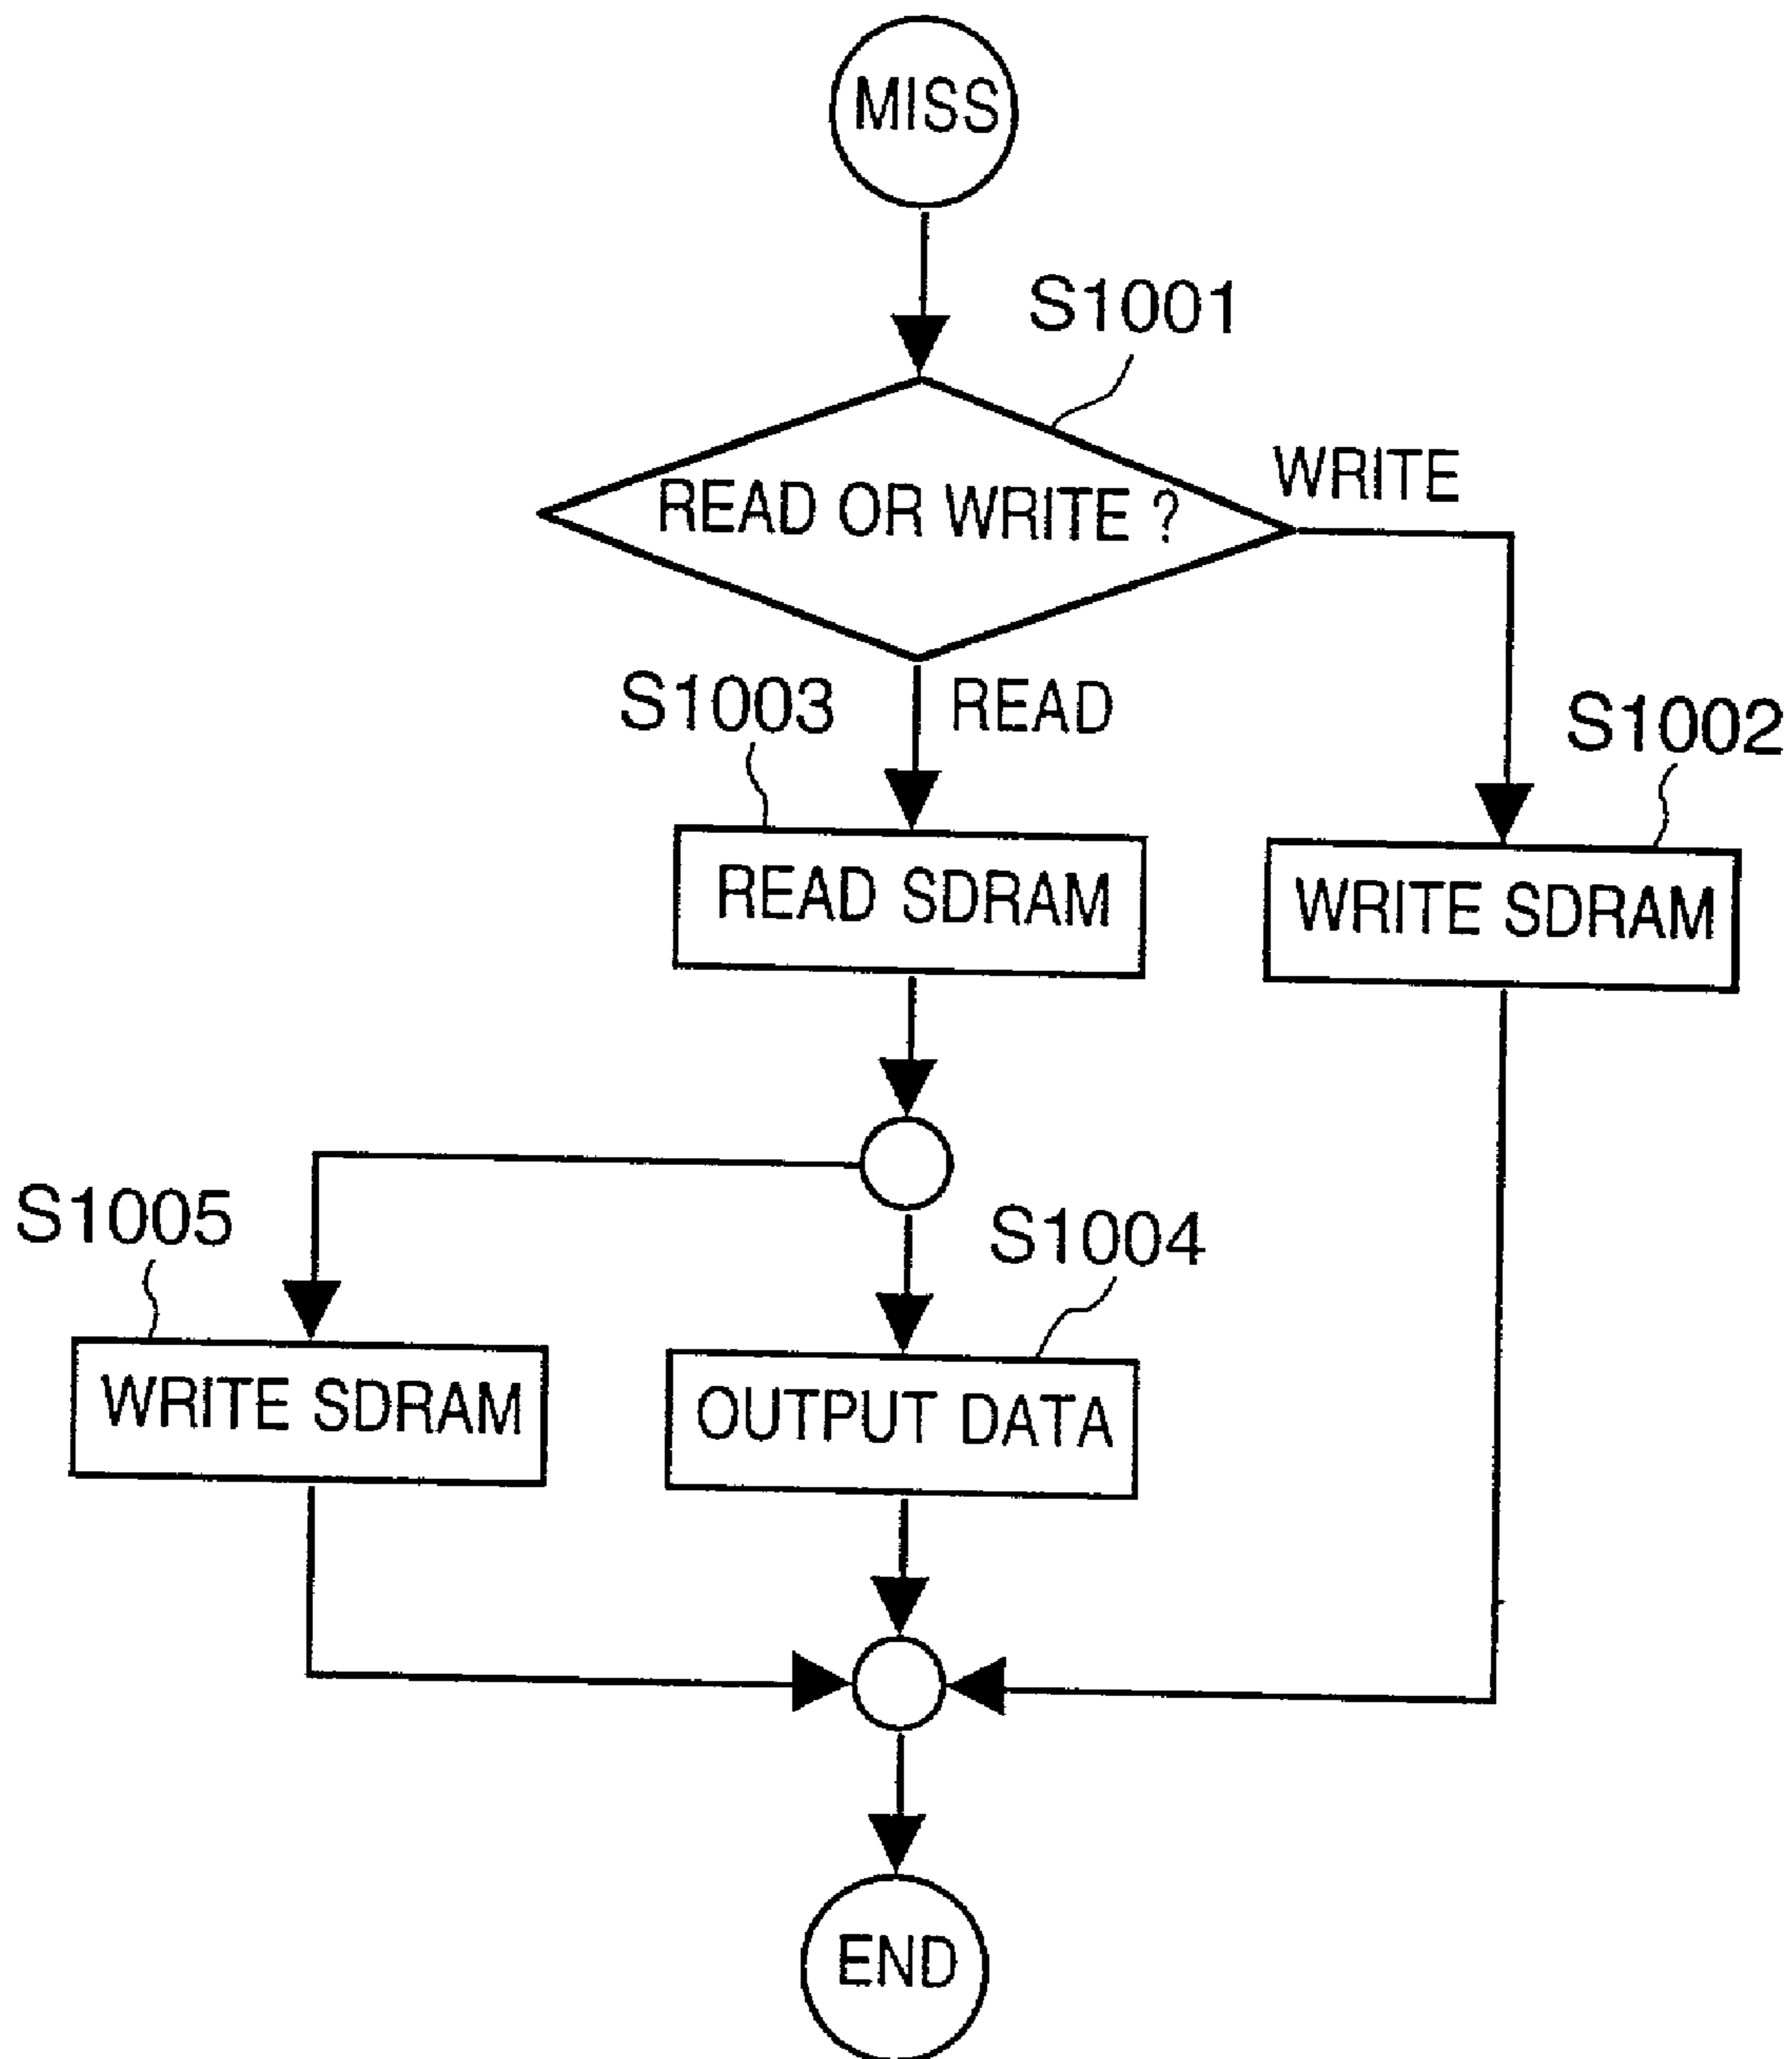 MISS
S1001
READ OR WRITE ?
WRITE
S1003
READ
S1002
READ SDRAM
WRITE SDRAM
S1005
S1004
WRITE SDRAM
OUTPUT DATA
END